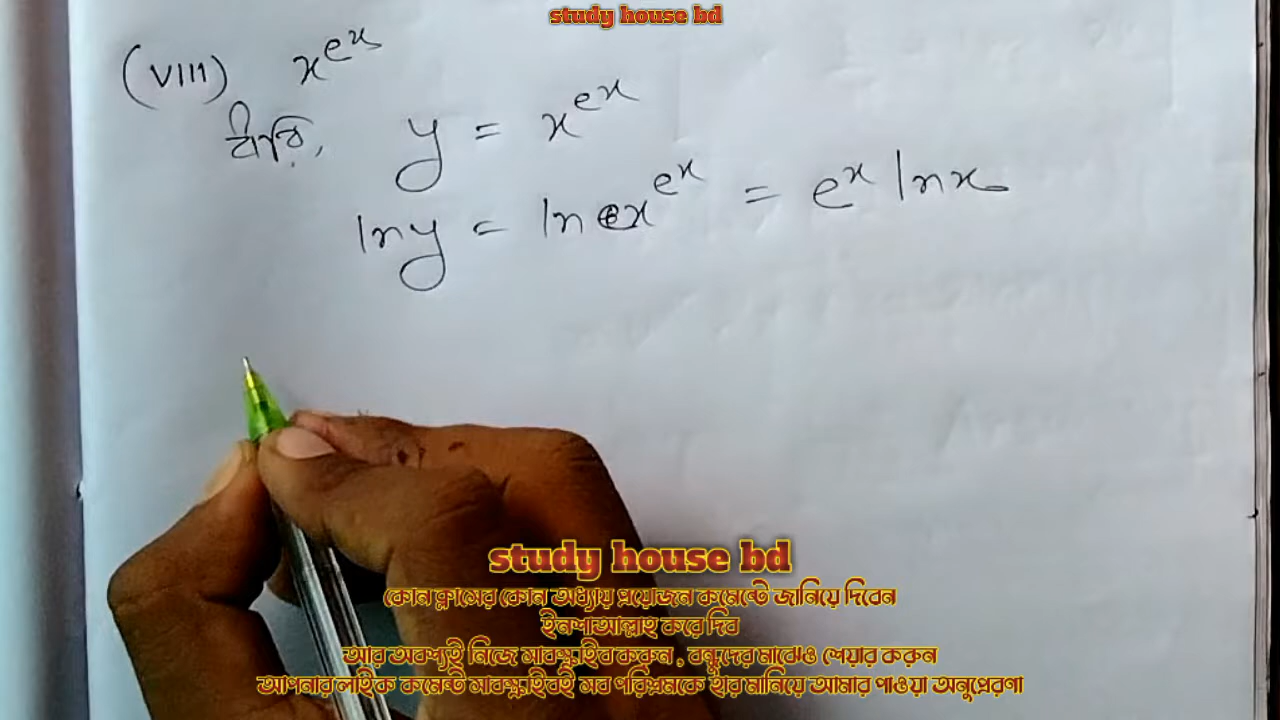 study house bd
(VIII) x^{e^x}
ধরি, y = x^{e^x}
ln y = ln x^{e^x} = e^x ln x
study house bd
কোন ক্লাসের কোন অধ্যায় প্রয়োজন কমেন্টে জানিয়ে দিবেন
ইনশাআল্লাহ করে দিব
আর অবশ্যই নিজে সাবস্ক্রাইব করুন , বন্ধুদের মাঝেও শেয়ার করুন
আপনার লাইক কমেন্ট সাবস্ক্রাইবই সব পরিশ্রমকে হার মানিয়ে আমার পাওয়া অনুপ্রেরণা